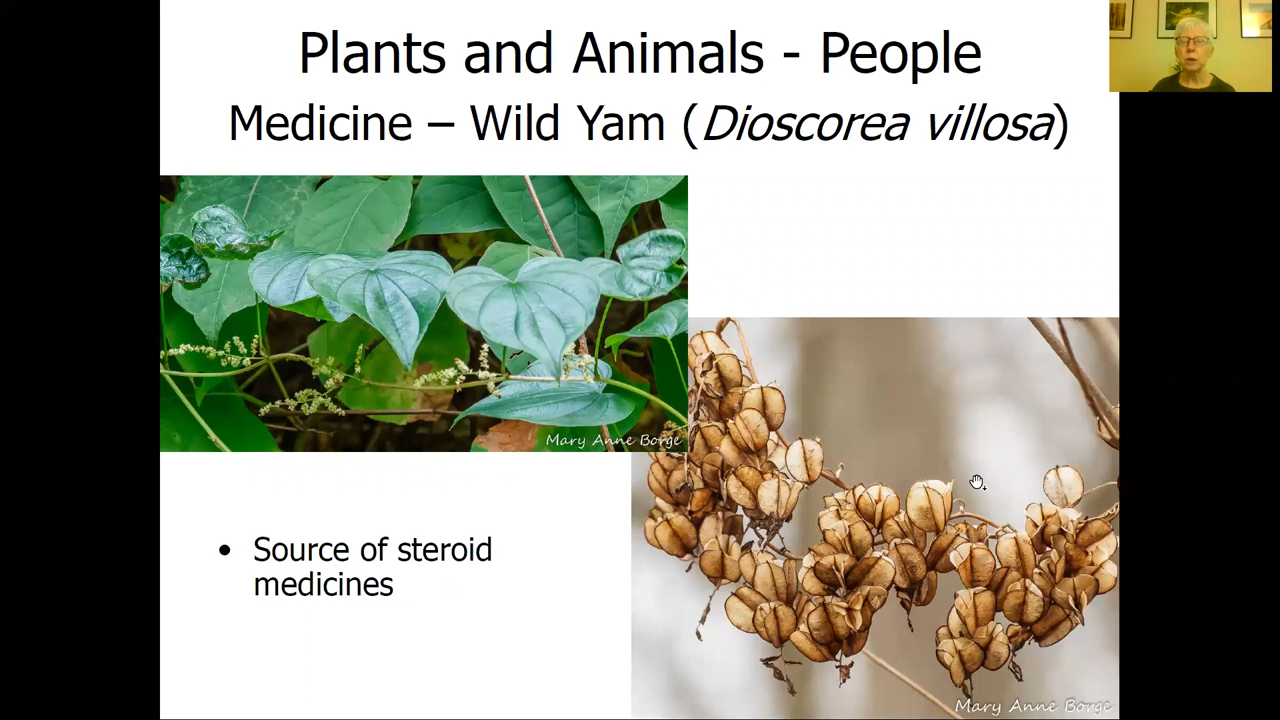 Plants and Animals - People
Medicine – Wild Yam (Dioscorea villosa)
Mary Anne Borge
• Source of steroid
medicines
Mary Anne Borge